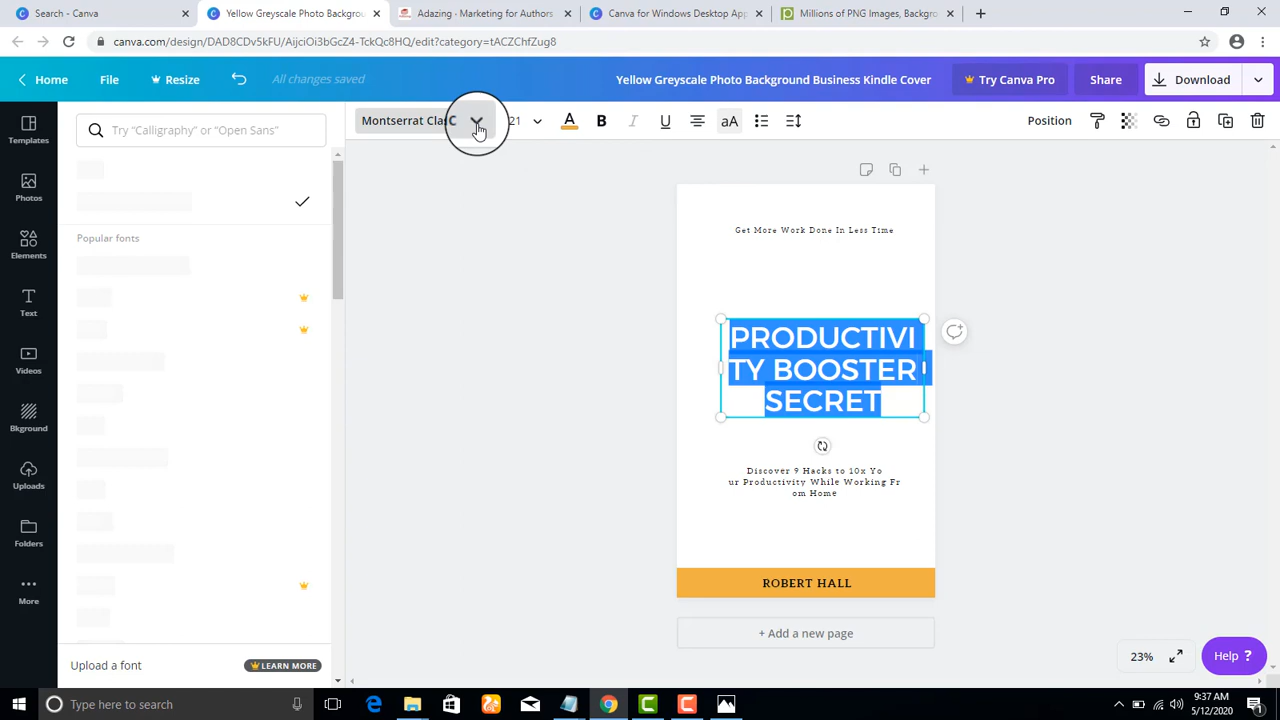 Search - Canva
Yellow Greyscale Photo Backgrou
Adazing - Marketing for Authors,
Canva for Windows Desktop App
Millions of PNG Images, Backgro
canva.com/design/DAD8CDv5kFU/AijciOi3bGcZ4-TckQc8HQ/edit?category=tACZChfZug8
Home
File
Resize
All changes saved
Yellow Greyscale Photo Background Business Kindle Cover
Try Canva Pro
Share
Download
Montserrat Clas
21
B
I
U
aA
Position
Try “Calligraphy” or “Open Sans”
Templates
Photos
Elements
Text
Videos
Bkground
Uploads
Folders
More
Popular fonts
Upload a font
LEARN MORE
Get More Work Done In Less Time
PRODUCTIVI
TY BOOSTER
SECRET
Discover 9 Hacks to 10x Yo
ur Productivity While Working Fr
om Home
ROBERT HALL
+ Add a new page
23%
Help ?
Type here to search
9:37 AM
5/12/2020